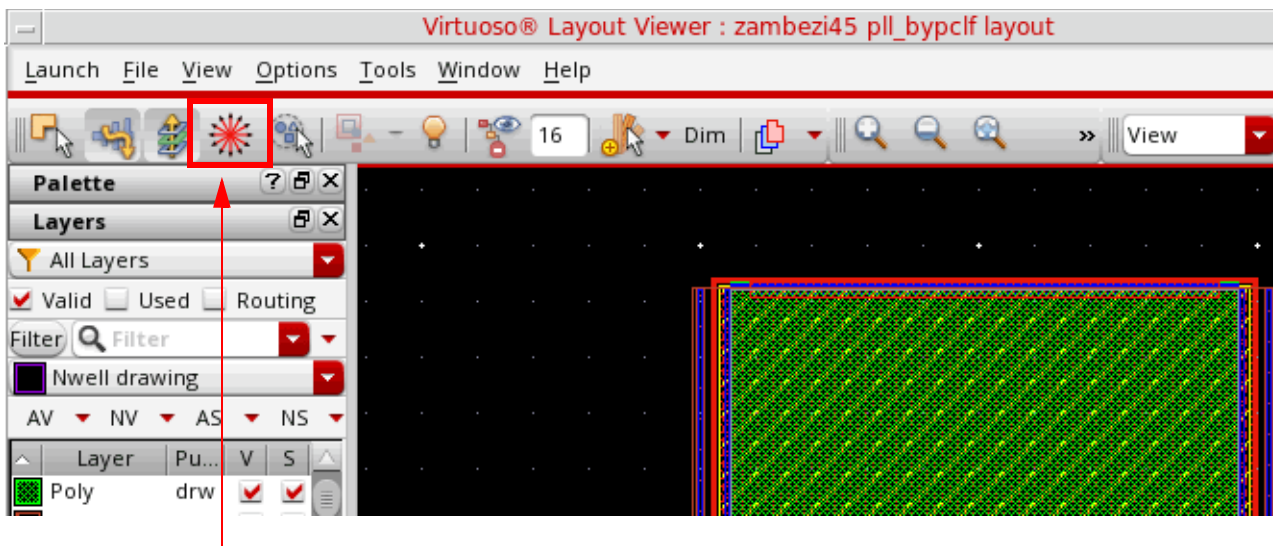 Virtuoso® Layout Viewer : zambezi45 pll_bypclf layout
Launch File View Options Tools Window Help
16 Dim » View
Palette ?
Layers
All Layers
Valid Used Routing
Filter Filter
Nwell drawing
AV NV AS NS
Layer Pu... V S
Poly drw